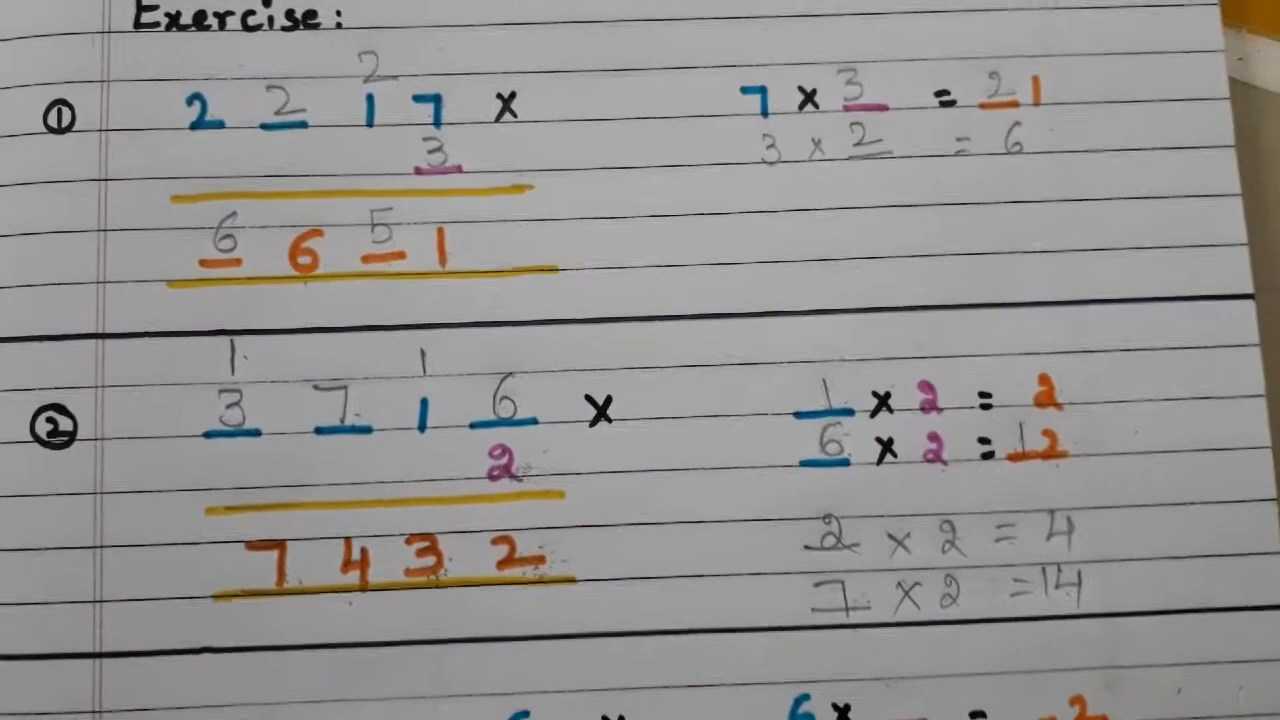 Exercise:
2
① 2 2 1 7 × 7 × 3 = 21
3 3 × 2 = 6
6 6 5 1
1 1
② 3 7 1 6 × 1 × 2 = 2
2 6 × 2 = 12
2 × 2 = 4
7 4 3 2 7 × 2 = 14
6 × = 2